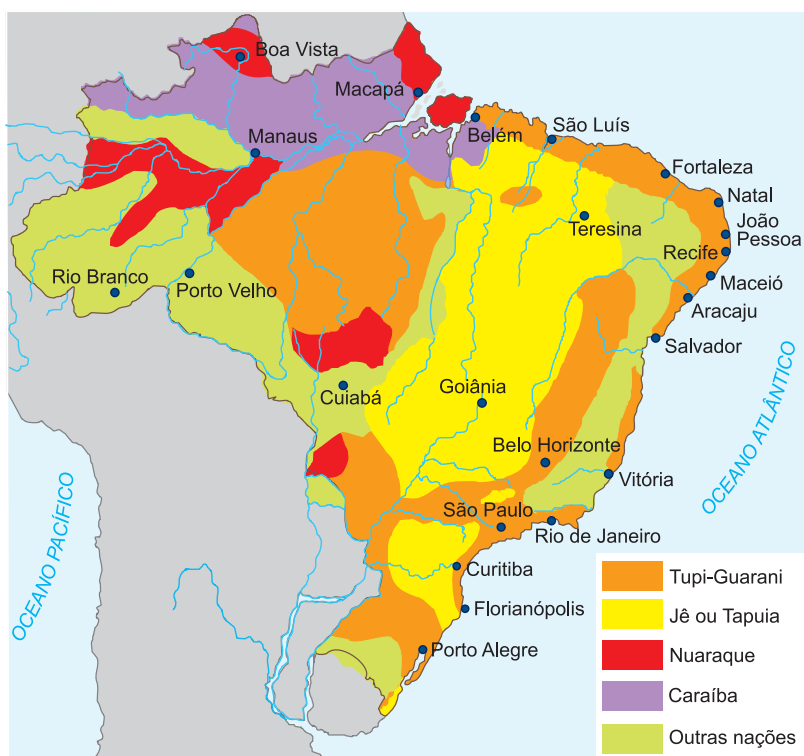 Boa Vista
Macapá
Manaus
Belém
São Luís
Fortaleza
Natal
João
Pessoa
Teresina
Recife
Rio Branco
Porto Velho
Maceió
Aracaju
Salvador
Cuiabá
Goiânia
Belo Horizonte
Vitória
São Paulo
Rio de Janeiro
Curitiba
Florianópolis
Porto Alegre
OCEANO PACÍFICO
OCEANO ATLÂNTICO
Tupi-Guarani
Jê ou Tapuia
Nuaraque
Caraíba
Outras nações